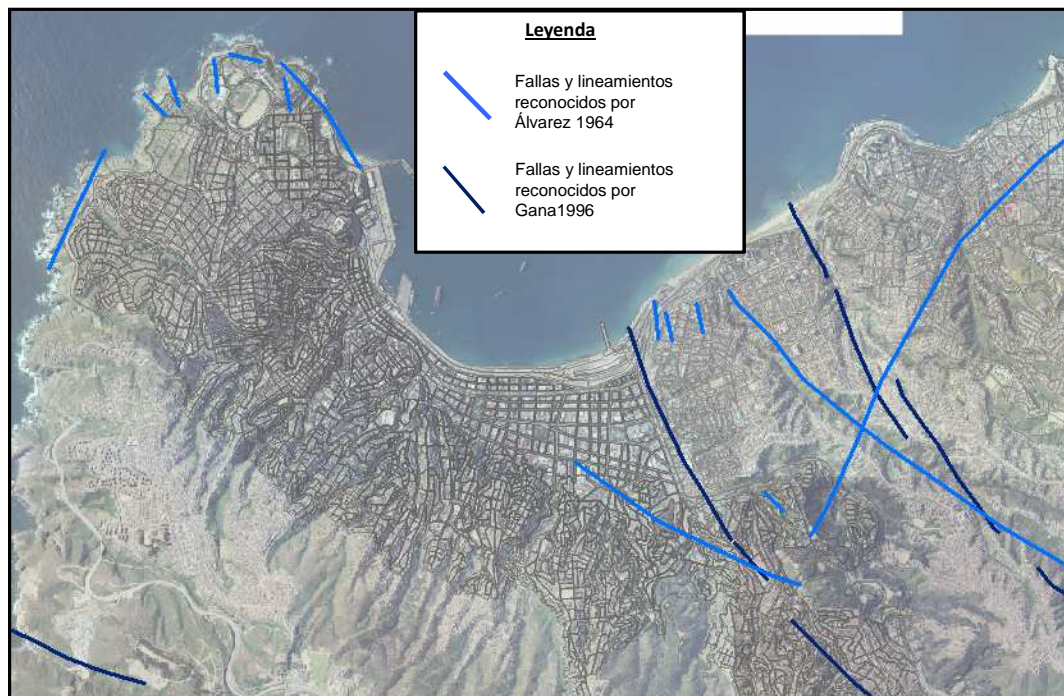 Leyenda
Fallas y lineamientos
reconocidos por
Álvarez 1964
Fallas y lineamientos
reconocidos por
Gana1996